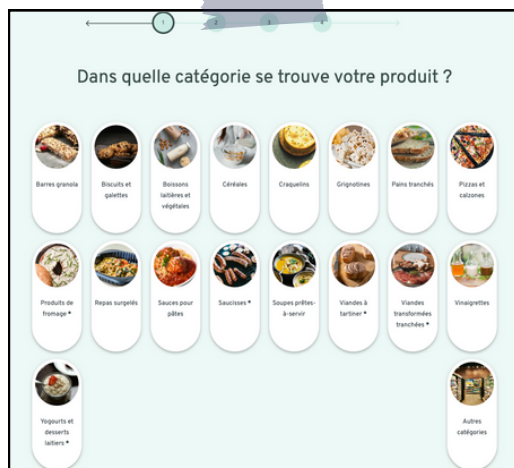 1 2 3 4
Dans quelle catégorie se trouve votre produit ?
Barres granola
Biscuits et
galettes
Boissons
laitières et
végétales
Céréales
Craquelins
Grignotines
Pains tranchés
Pizzas et
calzones
Produits de
fromage *
Repas surgelés
Sauces pour
pâtes
Saucisses *
Soupes prêtes-
à-servir
Viandes à
tartiner *
Viandes
transformées
tranchées *
Vinaigrettes
Yogourts et
desserts
laitiers *
Autres
catégories